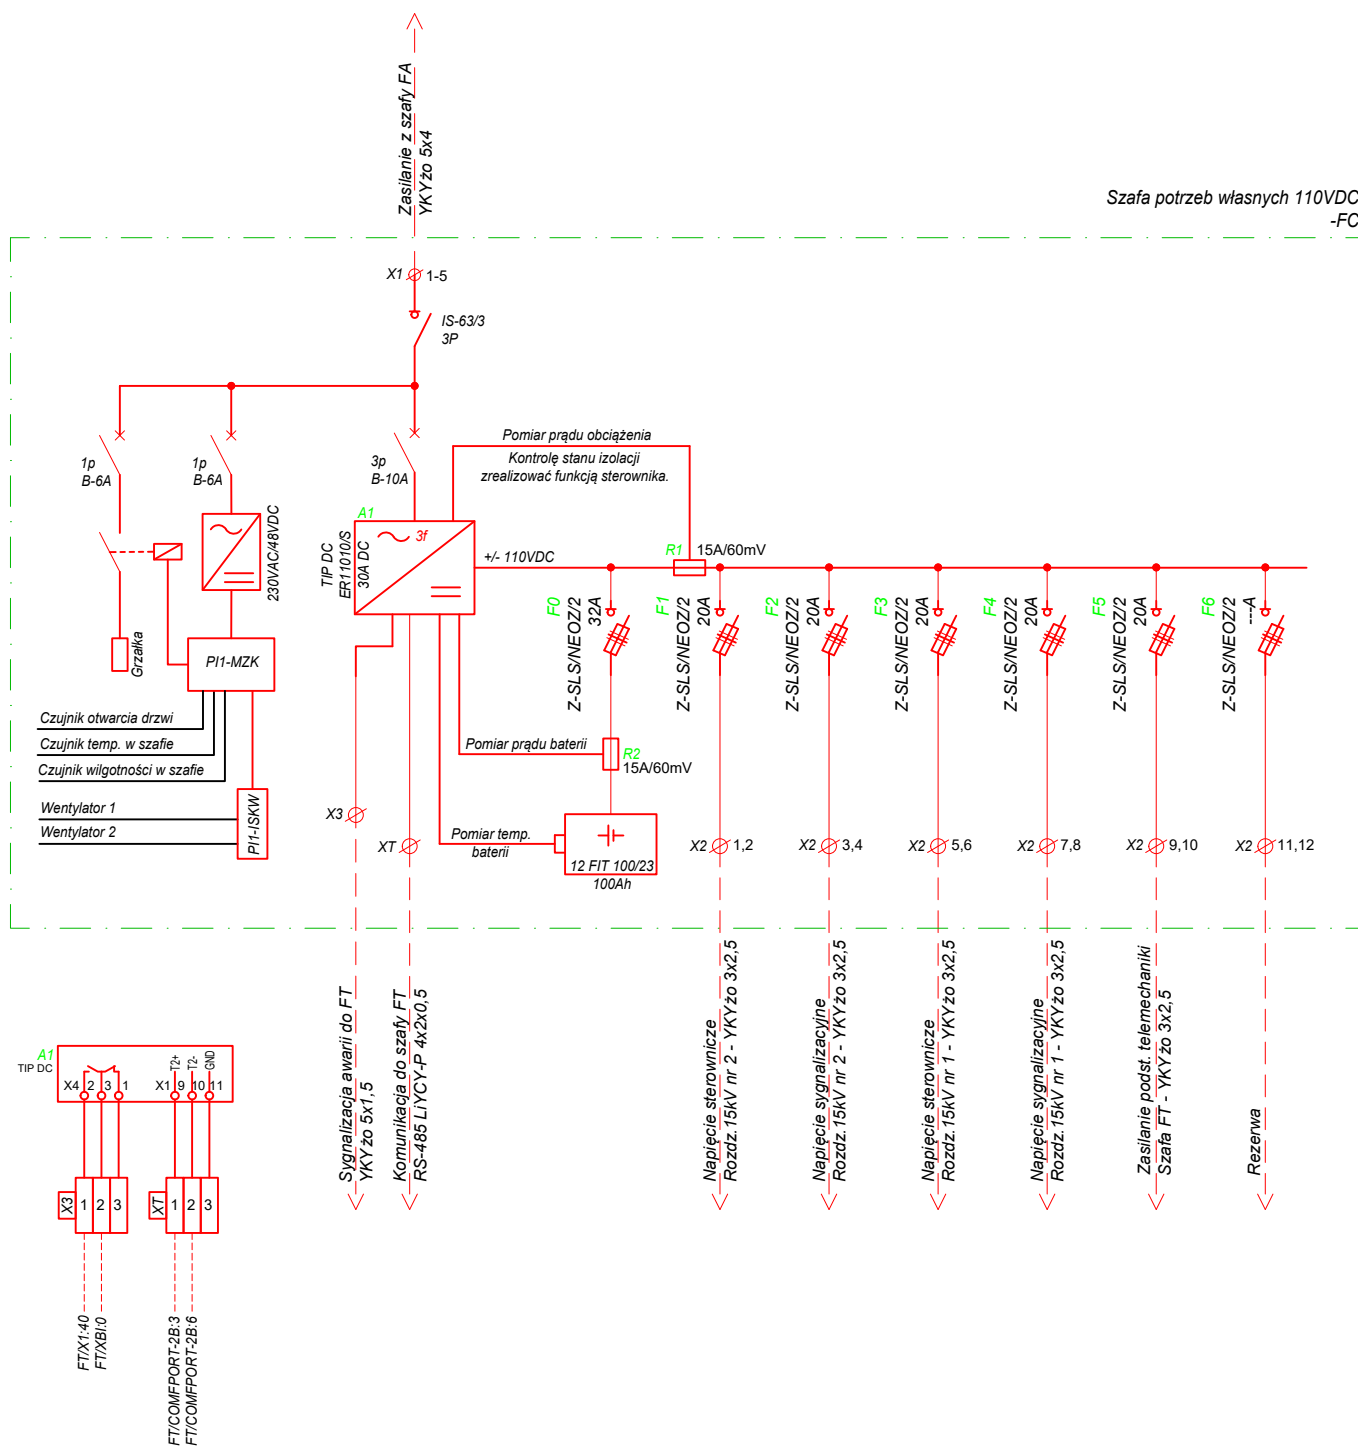 Zasilanie z szafy FA
YKYżo 5x4
Szafa potrzeb własnych 110VDC
-FC
X1 1-5
IS-63/3
3P
1p
B-6A
1p
B-6A
3p
B-10A
Pomiar prądu obciążenia
Kontrolę stanu izolacji
zrealizować funkcją sterownika.
A1
3f
TIP DC
ER11010/S
30A DC
230VAC/48VDC
+/- 110VDC
R1 15A/60mV
F0
Z-SLS/NEOZ/2
32A
F1
Z-SLS/NEOZ/2
20A
F2
Z-SLS/NEOZ/2
20A
F3
Z-SLS/NEOZ/2
20A
F4
Z-SLS/NEOZ/2
20A
F5
Z-SLS/NEOZ/2
20A
F6
Z-SLS/NEOZ/2
---A
Grzałka
PI1-MZK
Czujnik otwarcia drzwi
Czujnik temp. w szafie
Czujnik wilgotności w szafie
Wentylator 1
Wentylator 2
PI1-ISKW
Pomiar prądu baterii
R2
15A/60mV
Pomiar temp.
baterii
12 FIT 100/23
100Ah
X3
XT
X2 1,2
X2 3,4
X2 5,6
X2 7,8
X2 9,10
X2 11,12
Sygnalizacja awarii do FT
YKYżo 5x1,5
Komunikacja do szafy FT
RS-485 LiYCY-P 4x2x0,5
Napięcie sterownicze
Rozdz.15kV nr 2 - YKYżo 3x2,5
Napięcie sygnalizacyjne
Rozdz.15kV nr 2 - YKYżo 3x2,5
Napięcie sterownicze
Rozdz.15kV nr 1 - YKYżo 3x2,5
Napięcie sygnalizacyjne
Rozdz.15kV nr 1 - YKYżo 3x2,5
Zasilanie podst. telemechaniki
Szafa FT - YKYżo 3x2,5
Rezerwa
A1
TIP DC
T2+
T2-
GND
X4 2 3 1 X1 9 10 11
X3 1 2 3
XT 1 2 3
FT/X1:40
FT/XBI:0
FT/COMFPORT-2B:3
FT/COMFPORT-2B:6